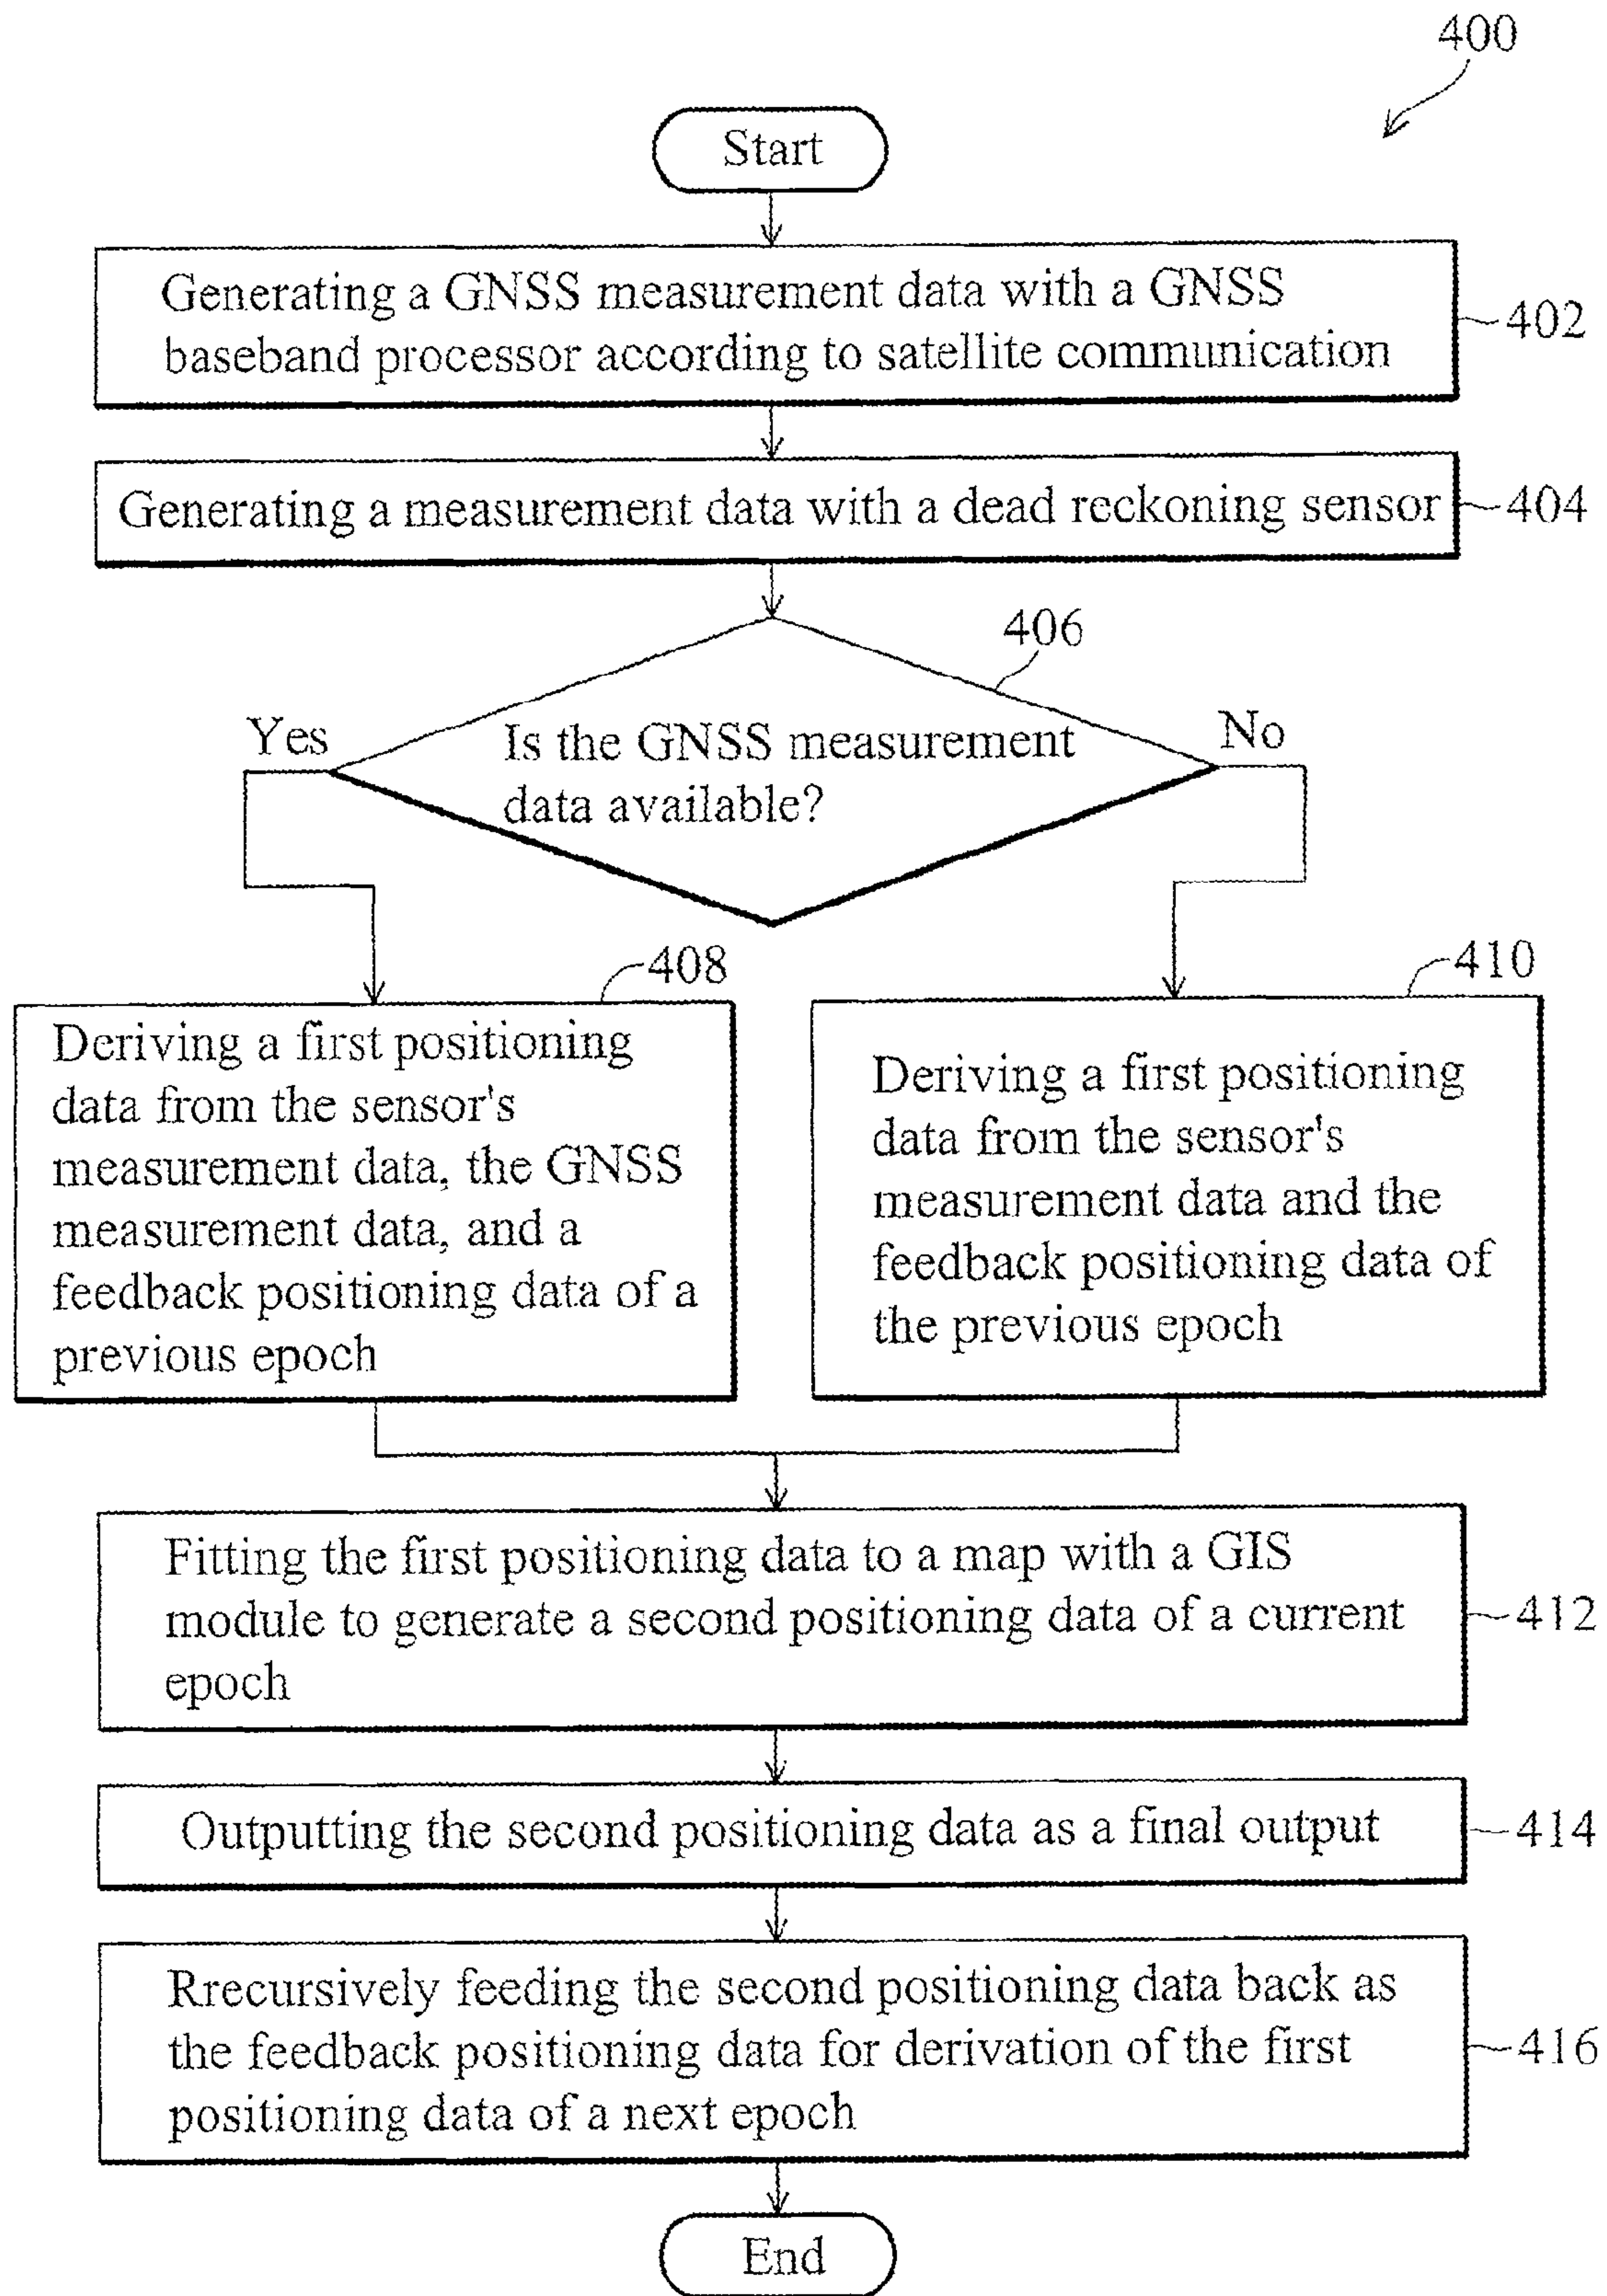 400
Start
Generating a GNSS measurement data with a GNSS
baseband processor according to satellite communication
402
Generating a measurement data with a dead reckoning sensor
404
406
Yes
Is the GNSS measurement
data available?
No
408
Deriving a first positioning
data from the sensor's
measurement data, the GNSS
measurement data, and a
feedback positioning data of a
previous epoch
410
Deriving a first positioning
data from the sensor's
measurement data and the
feedback positioning data of
the previous epoch
Fitting the first positioning data to a map with a GIS
module to generate a second positioning data of a current
epoch
412
Outputting the second positioning data as a final output
414
Rrecursively feeding the second positioning data back as
the feedback positioning data for derivation of the first
positioning data of a next epoch
416
End